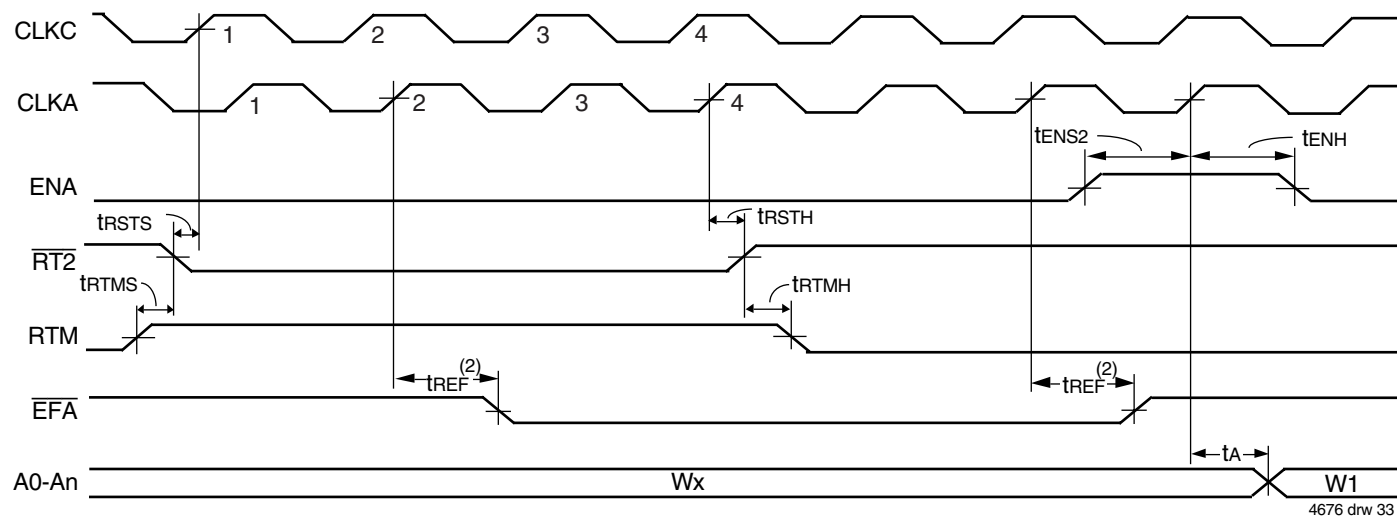 CLKC 1 2 3 4
CLKA 1 2 3 4
tENS2 tENH
ENA
tRSTS tRSTH
RT2
tRTMS tRTMH
RTM
tREF(2) tREF(2)
EFA
tA
A0-An Wx W1
4676 drw 33